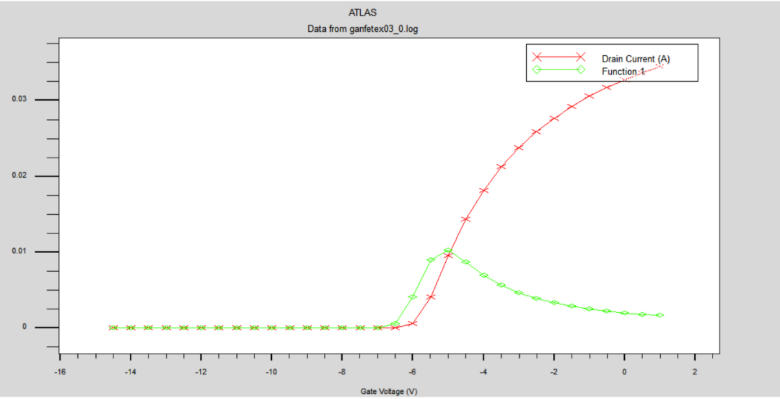 ATLAS
Data from ganfetex03_0.log
Drain Current (A)
Function 1
0.03
0.02
0.01
0
-16 -14 -12 -10 -8 -6 -4 -2 0 2
Gate Voltage (V)